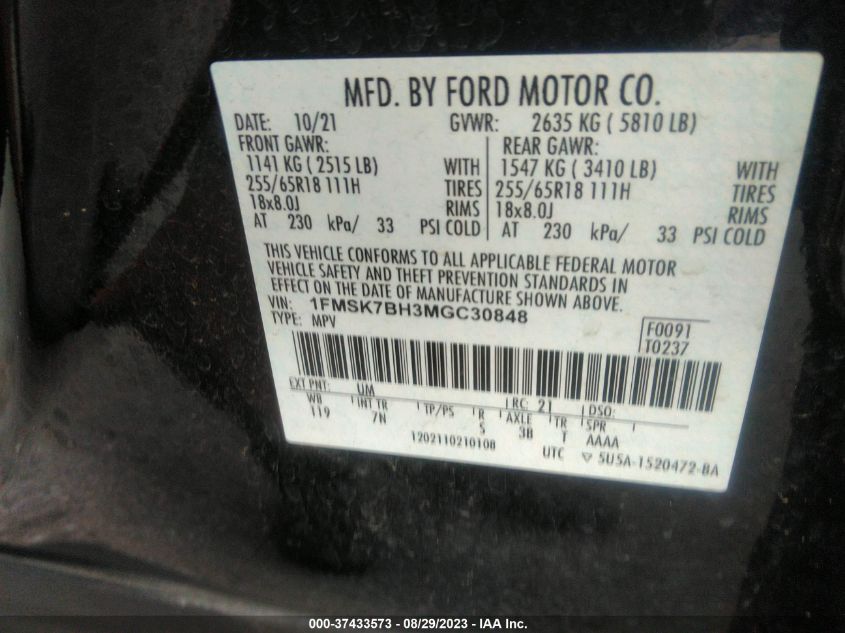 MFD. BY FORD MOTOR CO.
DATE: 10/21 GVWR: 2635 KG ( 5810 LB)
FRONT GAWR: REAR GAWR:
1141 KG ( 2515 LB) WITH 1547 KG ( 3410 LB) WITH
255/65R18 111H TIRES 255/65R18 111H TIRES
18x8.0J RIMS 18x8.0J RIMS
AT 230 kPa/ 33 PSI COLD AT 230 kPa/ 33 PSI COLD
THIS VEHICLE CONFORMS TO ALL APPLICABLE FEDERAL MOTOR
VEHICLE SAFETY AND THEFT PREVENTION STANDARDS IN
EFFECT ON THE DATE OF MANUFACTURE SHOWN ABOVE.
VIN: 1FMSK7BH3MGC30848
TYPE: MPV
F0091
T0237
EXT PNT: UM RC: 21 DSO:
WB INT TR TP/PS R AXLE TR SPR
119 7N 5 3B T AAAA
1202110210108
UTC ▽ 5U5A-1520472-BA
000-37433573 - 08/29/2023 - IAA Inc.